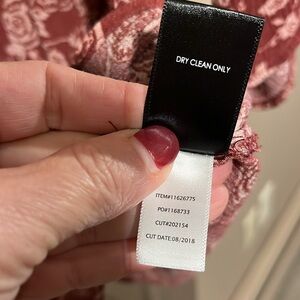 DRY CLEAN ONLY
ITEM#11626775
PO#1168733
CUT#202154
CUT DATE:08/2018